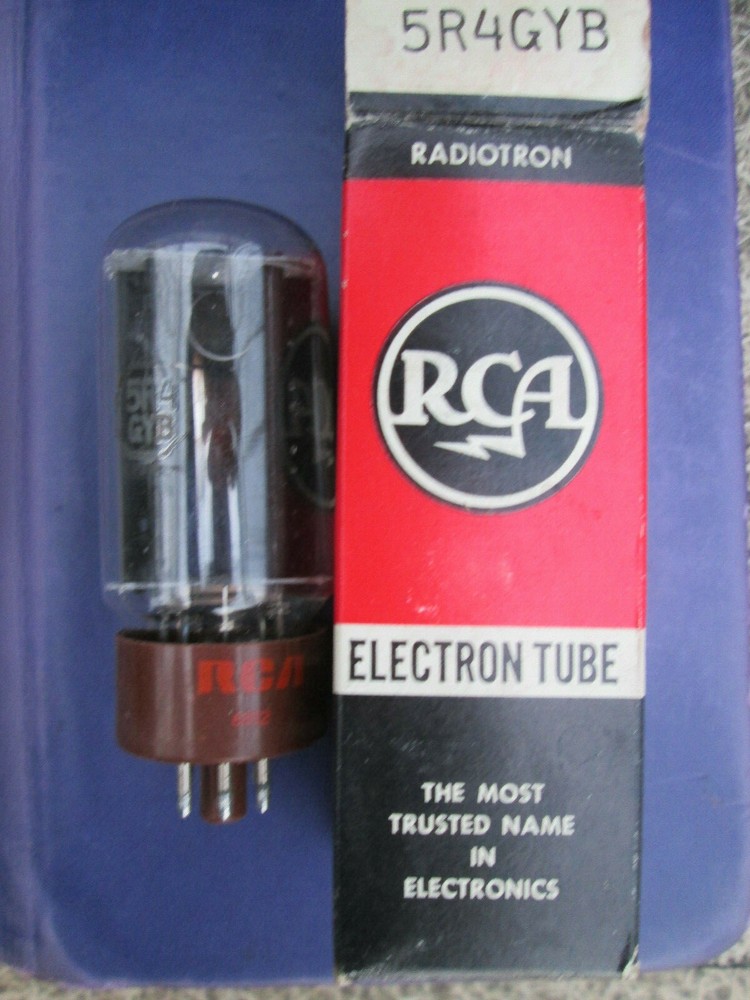 5R4GYB
RADIOTRON
RCA
ELECTRON TUBE
THE MOST
TRUSTED NAME
IN
ELECTRONICS
5R4
GYB
RCA